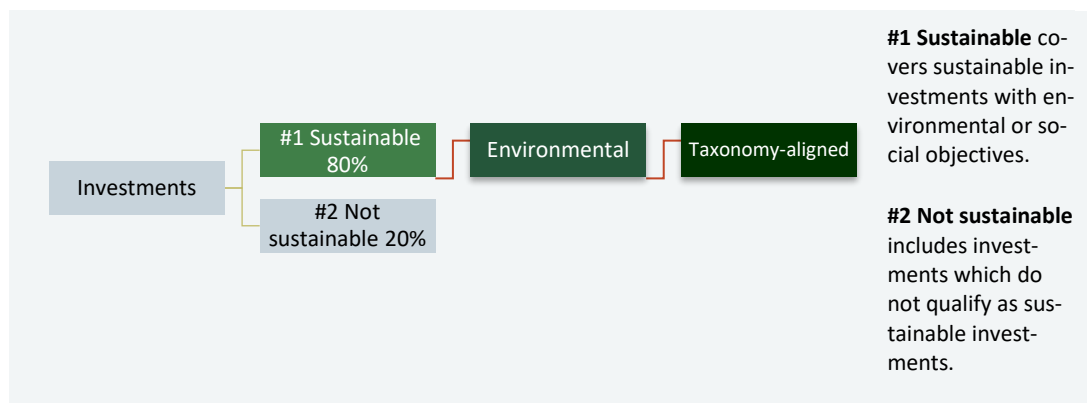 Investments
#1 Sustainable
80%
#2 Not
sustainable 20%
Environmental
Taxonomy-aligned
#1 Sustainable co-
vers sustainable in-
vestments with en-
vironmental or so-
cial objectives.
#2 Not sustainable
includes invest-
ments which do
not qualify as sus-
tainable invest-
ments.